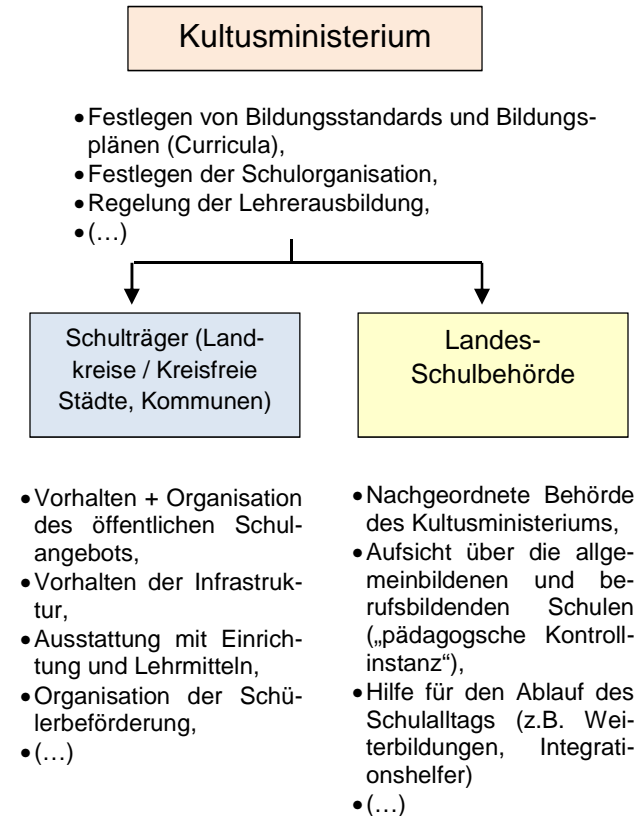 Kultusministerium
•Festlegen von Bildungsstandards und Bildungs-
plänen (Curricula),
•Festlegen der Schulorganisation,
•Regelung der Lehrerausbildung,
•(…)
Schulträger (Land-
kreise / Kreisfreie
Städte, Kommunen)
•Vorhalten + Organisation
des öffentlichen Schul-
angebots,
•Vorhalten der Infrastruk-
tur,
•Ausstattung mit Einrich-
tung und Lehrmitteln,
•Organisation der Schü-
lerbeförderung,
•(…)
Landes-
Schulbehörde
•Nachgeordnete Behörde
des Kultusministeriums,
•Aufsicht über die allge-
meinbildenen und be-
rufsbildenden Schulen
(„pädagogsche Kontroll-
instanz“),
•Hilfe für den Ablauf des
Schulalltags (z.B. Wei-
terbildungen, Integrati-
onshelfer)
•(…)